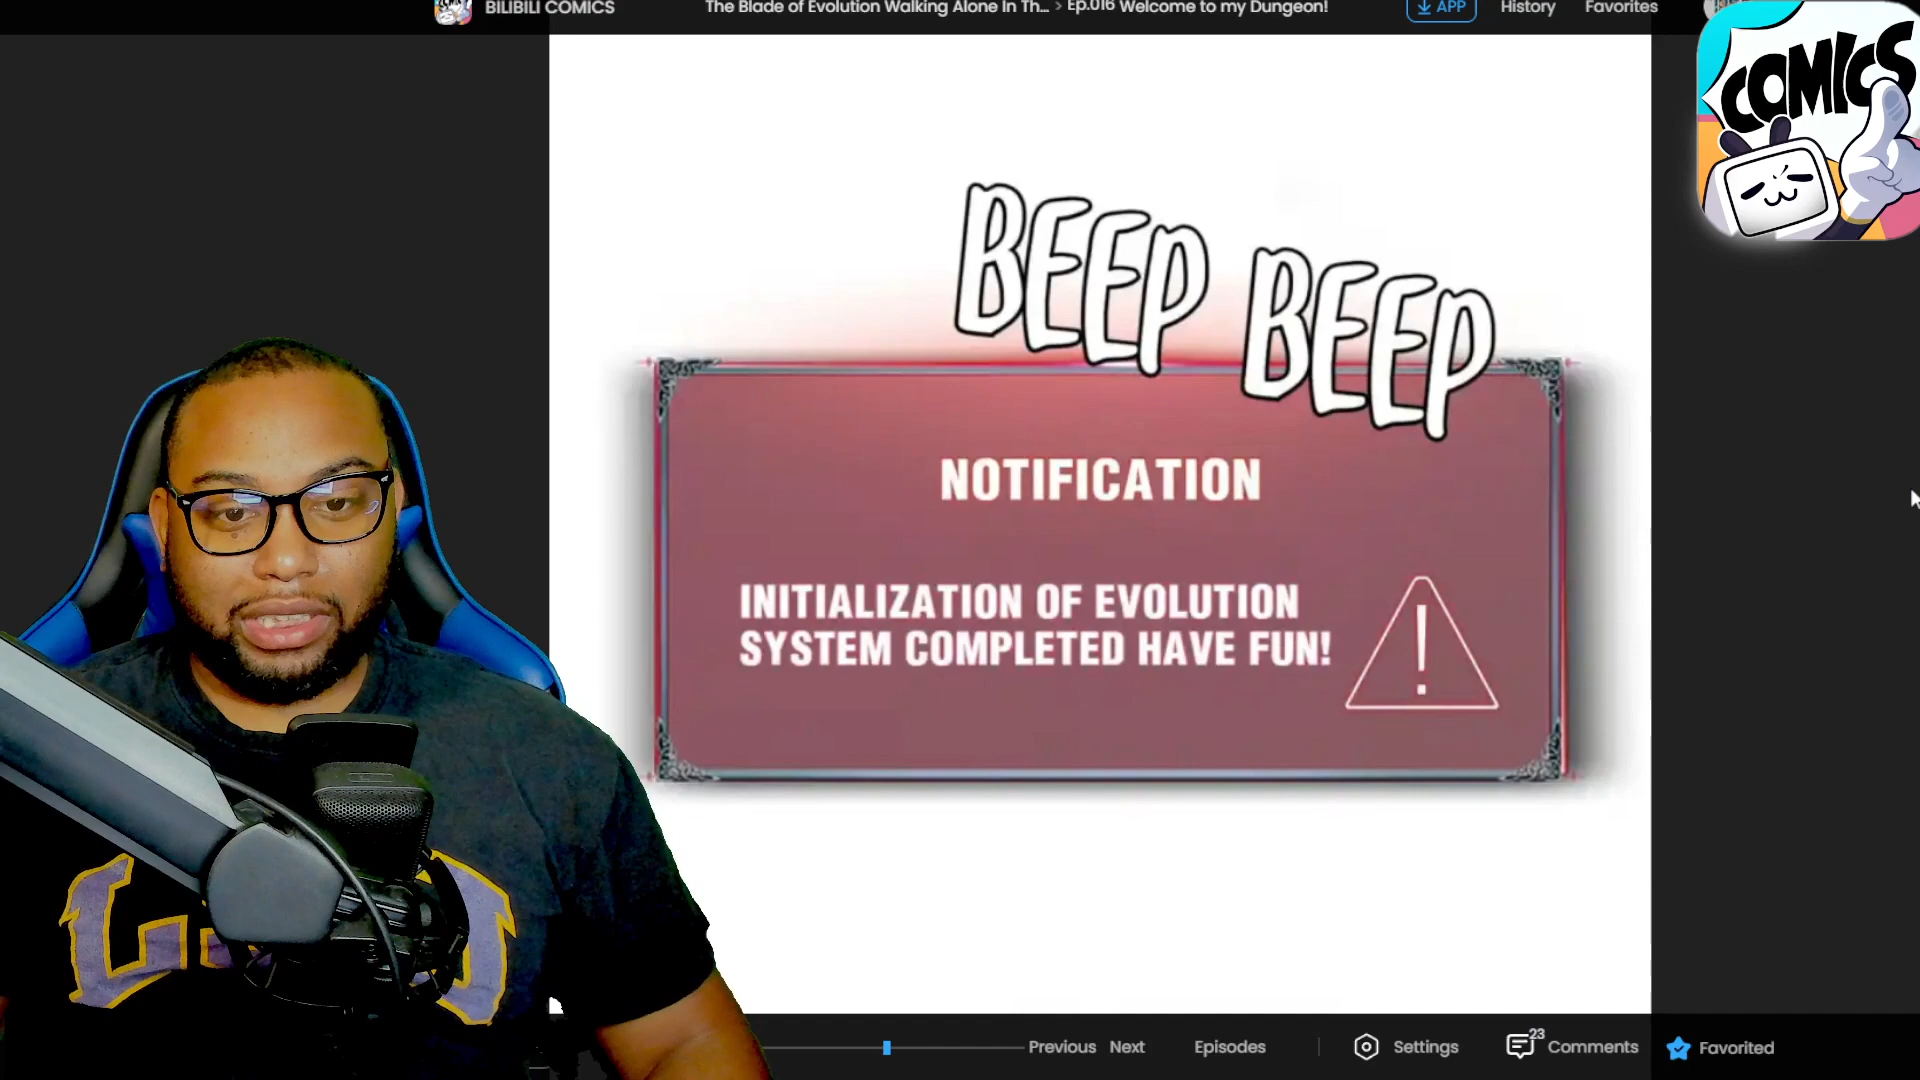 BILIBILI COMICS
The Blade of Evolution Walking Alone In Th... > Ep.016 Welcome to my Dungeon!
APP
History
Favorites
COMICS
BEEP BEEP
NOTIFICATION
INITIALIZATION OF EVOLUTION
SYSTEM COMPLETED HAVE FUN!
Previous
Next
Episodes
Settings
23
Comments
Favorited